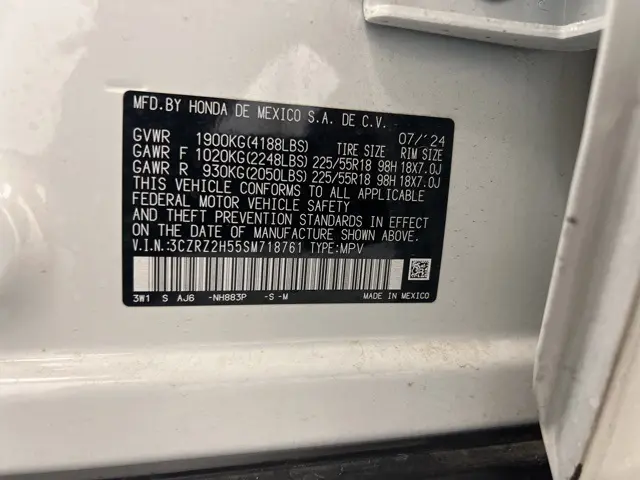 MFD.BY HONDA DE MEXICO S.A. DE C.V. 07/'24
GVWR 1900KG(4188LBS) TIRE SIZE RIM SIZE
GAWR F 1020KG(2248LBS) 225/55R18 98H 18X7.0J
GAWR R 930KG(2050LBS) 225/55R18 98H 18X7.0J
THIS VEHICLE CONFORMS TO ALL APPLICABLE
FEDERAL MOTOR VEHICLE SAFETY
AND THEFT PREVENTION STANDARDS IN EFFECT
ON THE DATE OF MANUFACTURE SHOWN ABOVE.
V.I.N.:3CZRZ2H55SM718761 TYPE:MPV
3W1 S AJ6 -NH883P -S-M MADE IN MEXICO